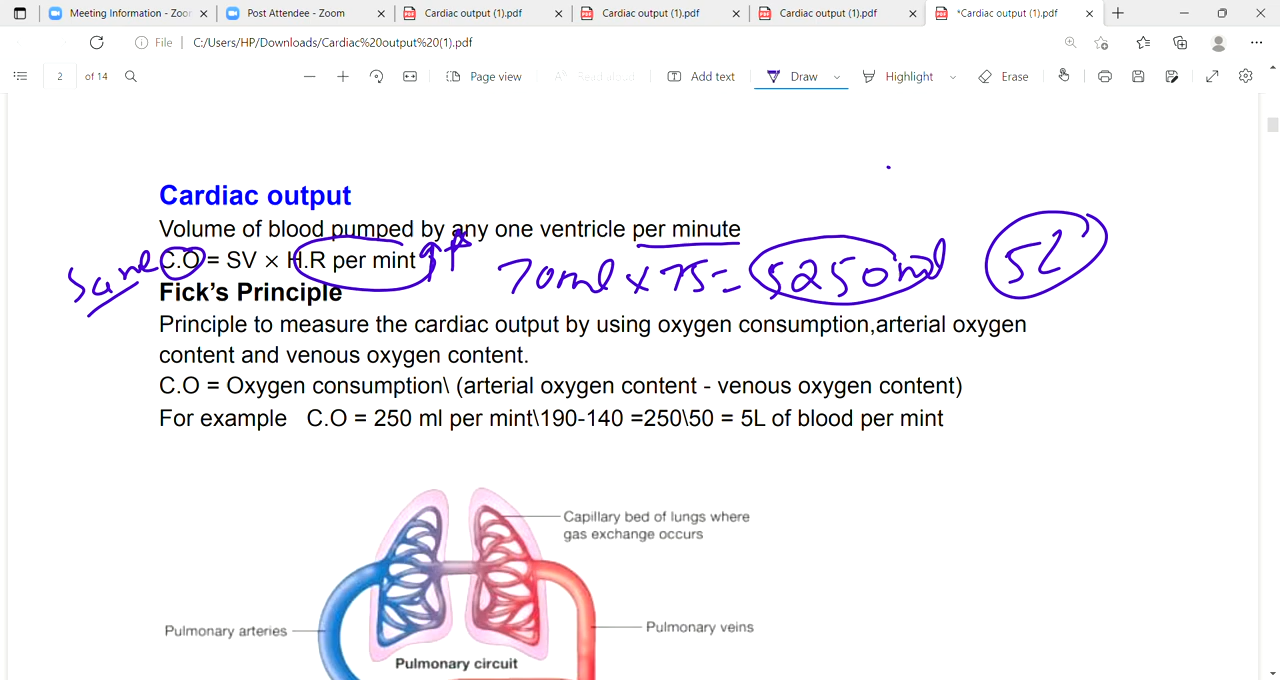 Meeting Information - Zoor
Post Attendee - Zoom
Cardiac output (1).pdf
Cardiac output (1).pdf
Cardiac output (1).pdf
*Cardiac output (1).pdf
File | C:/Users/HP/Downloads/Cardiac%20output%20(1).pdf
2 of 14
Page view
Read aloud
Add text
Draw
Highlight
Erase
Cardiac output
Volume of blood pumped by any one ventricle per minute
same C.O = SV × H.R per mint 70ml x 75 = 5250ml 5L
Fick's Principle
Principle to measure the cardiac output by using oxygen consumption,arterial oxygen
content and venous oxygen content.
C.O = Oxygen consumption\ (arterial oxygen content - venous oxygen content)
For example C.O = 250 ml per mint\190-140 =250\50 = 5L of blood per mint
Capillary bed of lungs where
gas exchange occurs
Pulmonary arteries
Pulmonary veins
Pulmonary circuit